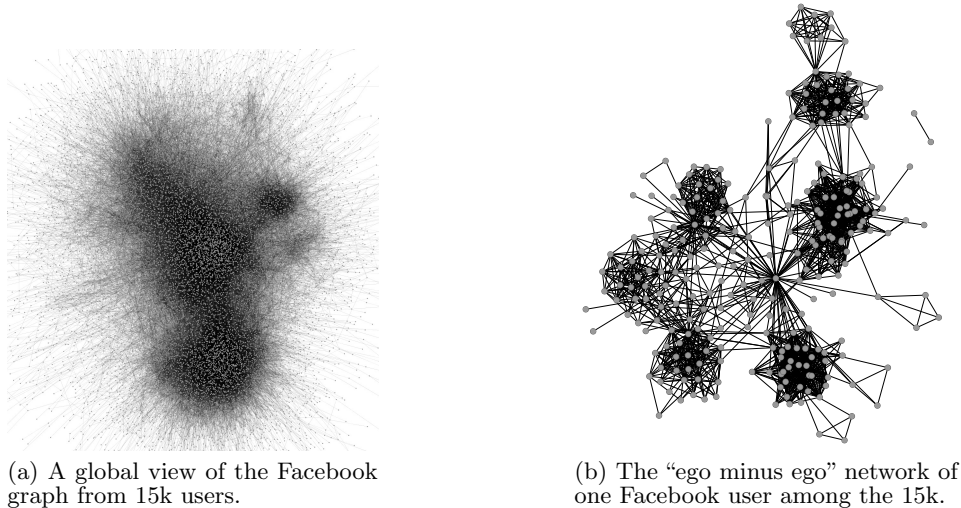 (a) A global view of the Facebook
graph from 15k users.
(b) The “ego minus ego” network of
one Facebook user among the 15k.